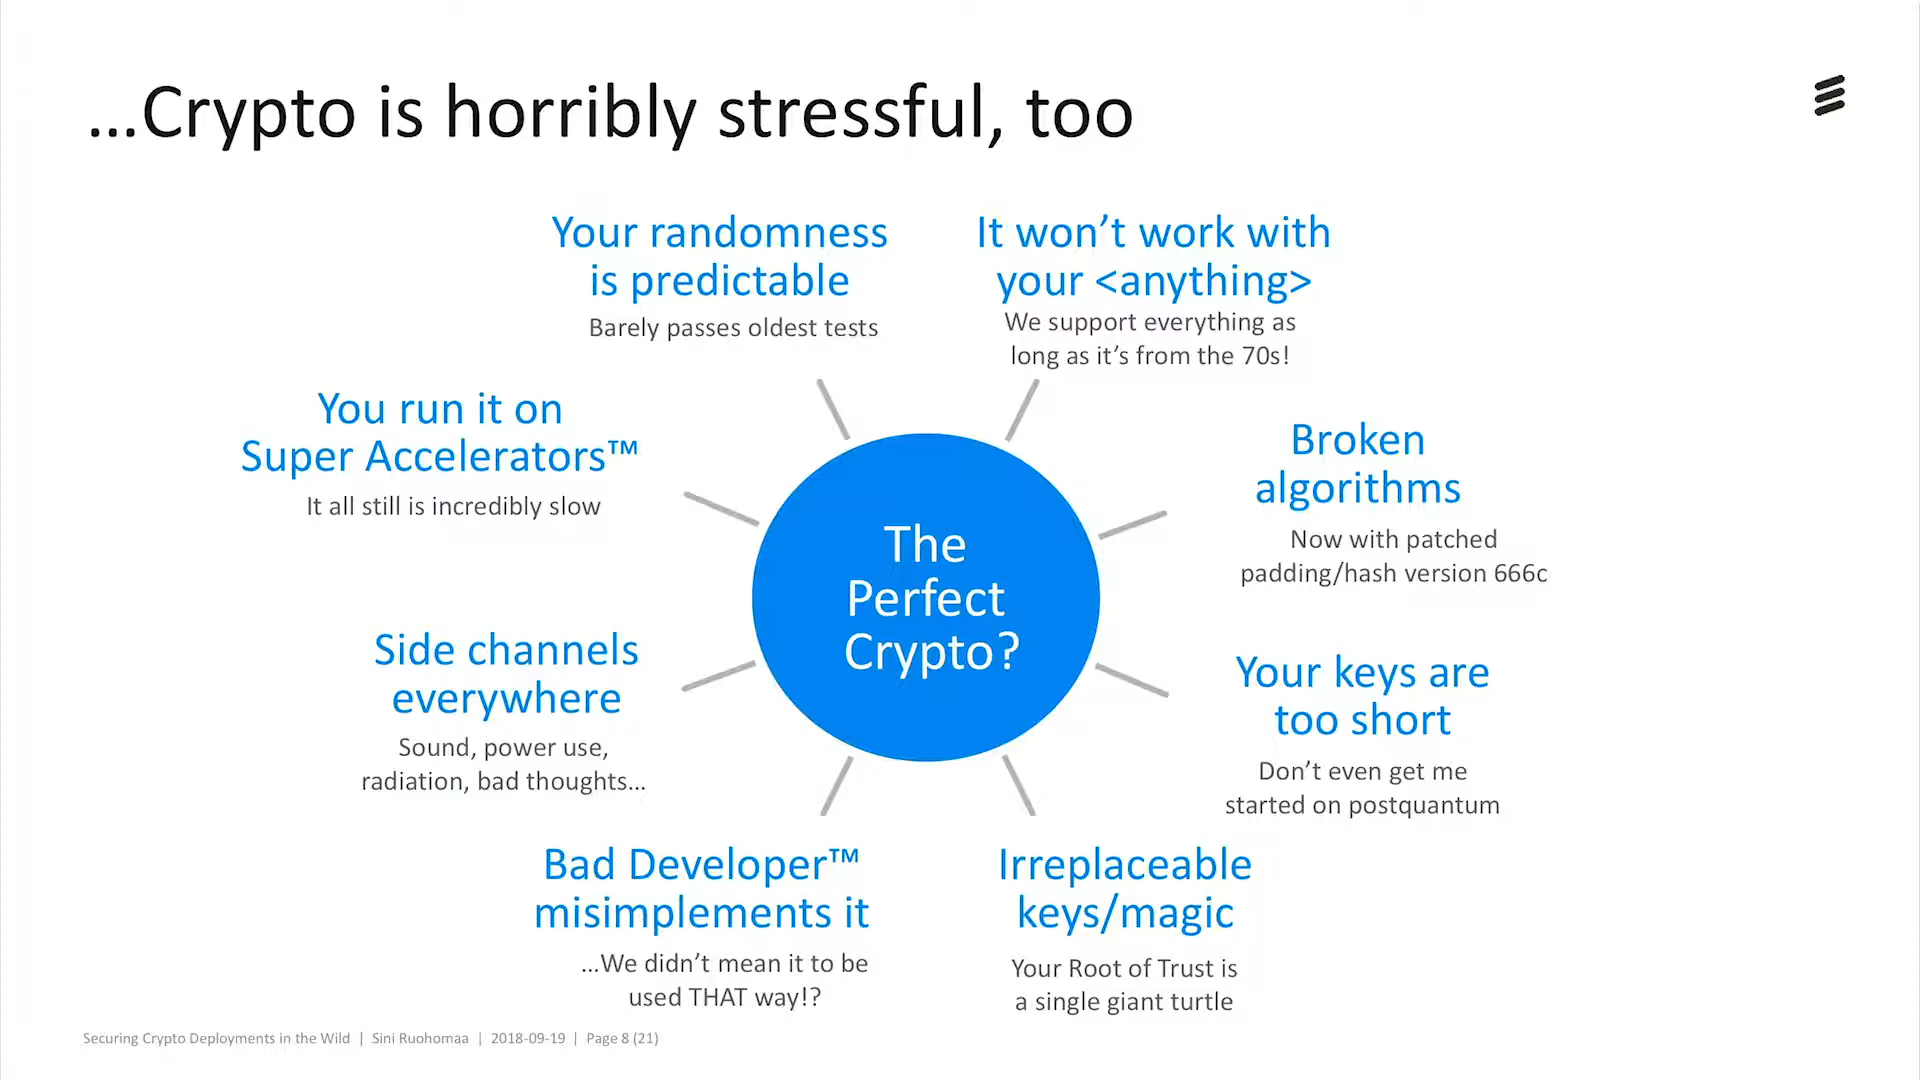 …Crypto is horribly stressful, too
Your randomness
is predictable
Barely passes oldest tests
It won’t work with
your <anything>
We support everything as
long as it’s from the 70s!
You run it on
Super Accelerators™
It all still is incredibly slow
Broken
algorithms
Now with patched
padding/hash version 666c
The
Perfect
Crypto?
Side channels
everywhere
Sound, power use,
radiation, bad thoughts…
Your keys are
too short
Don’t even get me
started on postquantum
Bad Developer™
misimplements it
…We didn’t mean it to be
used THAT way!?
Irreplaceable
keys/magic
Your Root of Trust is
a single giant turtle
Securing Crypto Deployments in the Wild | Sini Ruohomaa | 2018-09-19 | Page 8 (21)